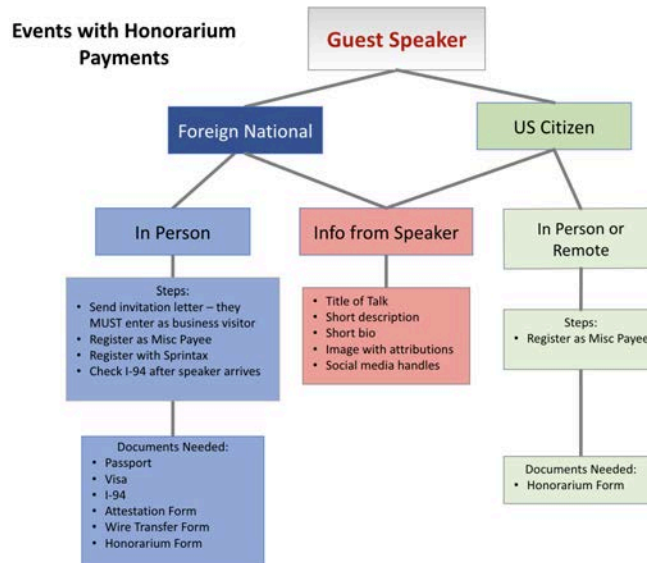 Events with Honorarium
Payments
Guest Speaker
Foreign National
US Citizen
In Person
Info from Speaker
In Person or
Remote
Steps:
• Send invitation letter – they
MUST enter as business visitor
• Register as Misc Payee
• Register with Sprintax
• Check I-94 after speaker arrives
• Title of Talk
• Short description
• Short bio
• Image with attributions
• Social media handles
Steps:
• Register as Misc Payee
Documents Needed:
• Passport
• Visa
• I-94
• Attestation Form
• Wire Transfer Form
• Honorarium Form
Documents Needed:
• Honorarium Form